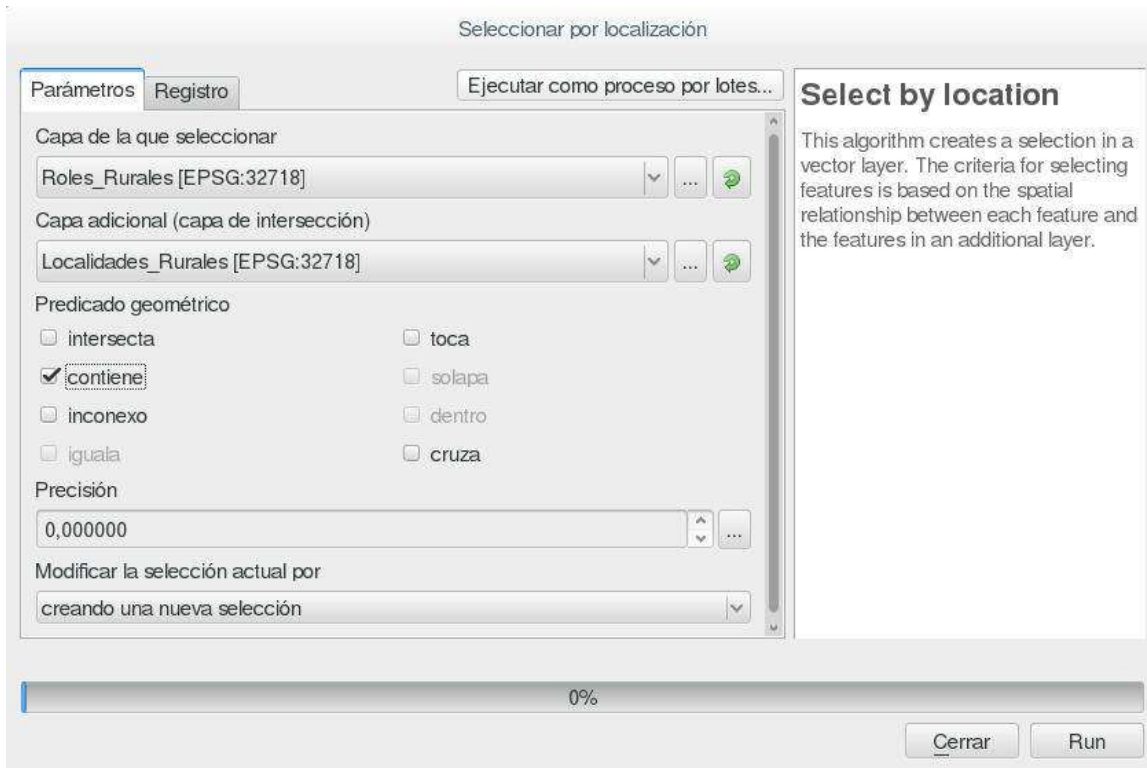 Seleccionar por localización
Parámetros
Registro
Ejecutar como proceso por lotes...
Capa de la que seleccionar
Roles_Rurales [EPSG:32718]
...
Capa adicional (capa de intersección)
Localidades_Rurales [EPSG:32718]
...
Predicado geométrico
intersecta
toca
contiene
solapa
inconexo
dentro
iguala
cruza
Precisión
0,000000
...
Modificar la selección actual por
creando una nueva selección
Select by location
This algorithm creates a selection in a
vector layer. The criteria for selecting
features is based on the spatial
relationship between each feature and
the features in an additional layer.
0%
Cerrar
Run